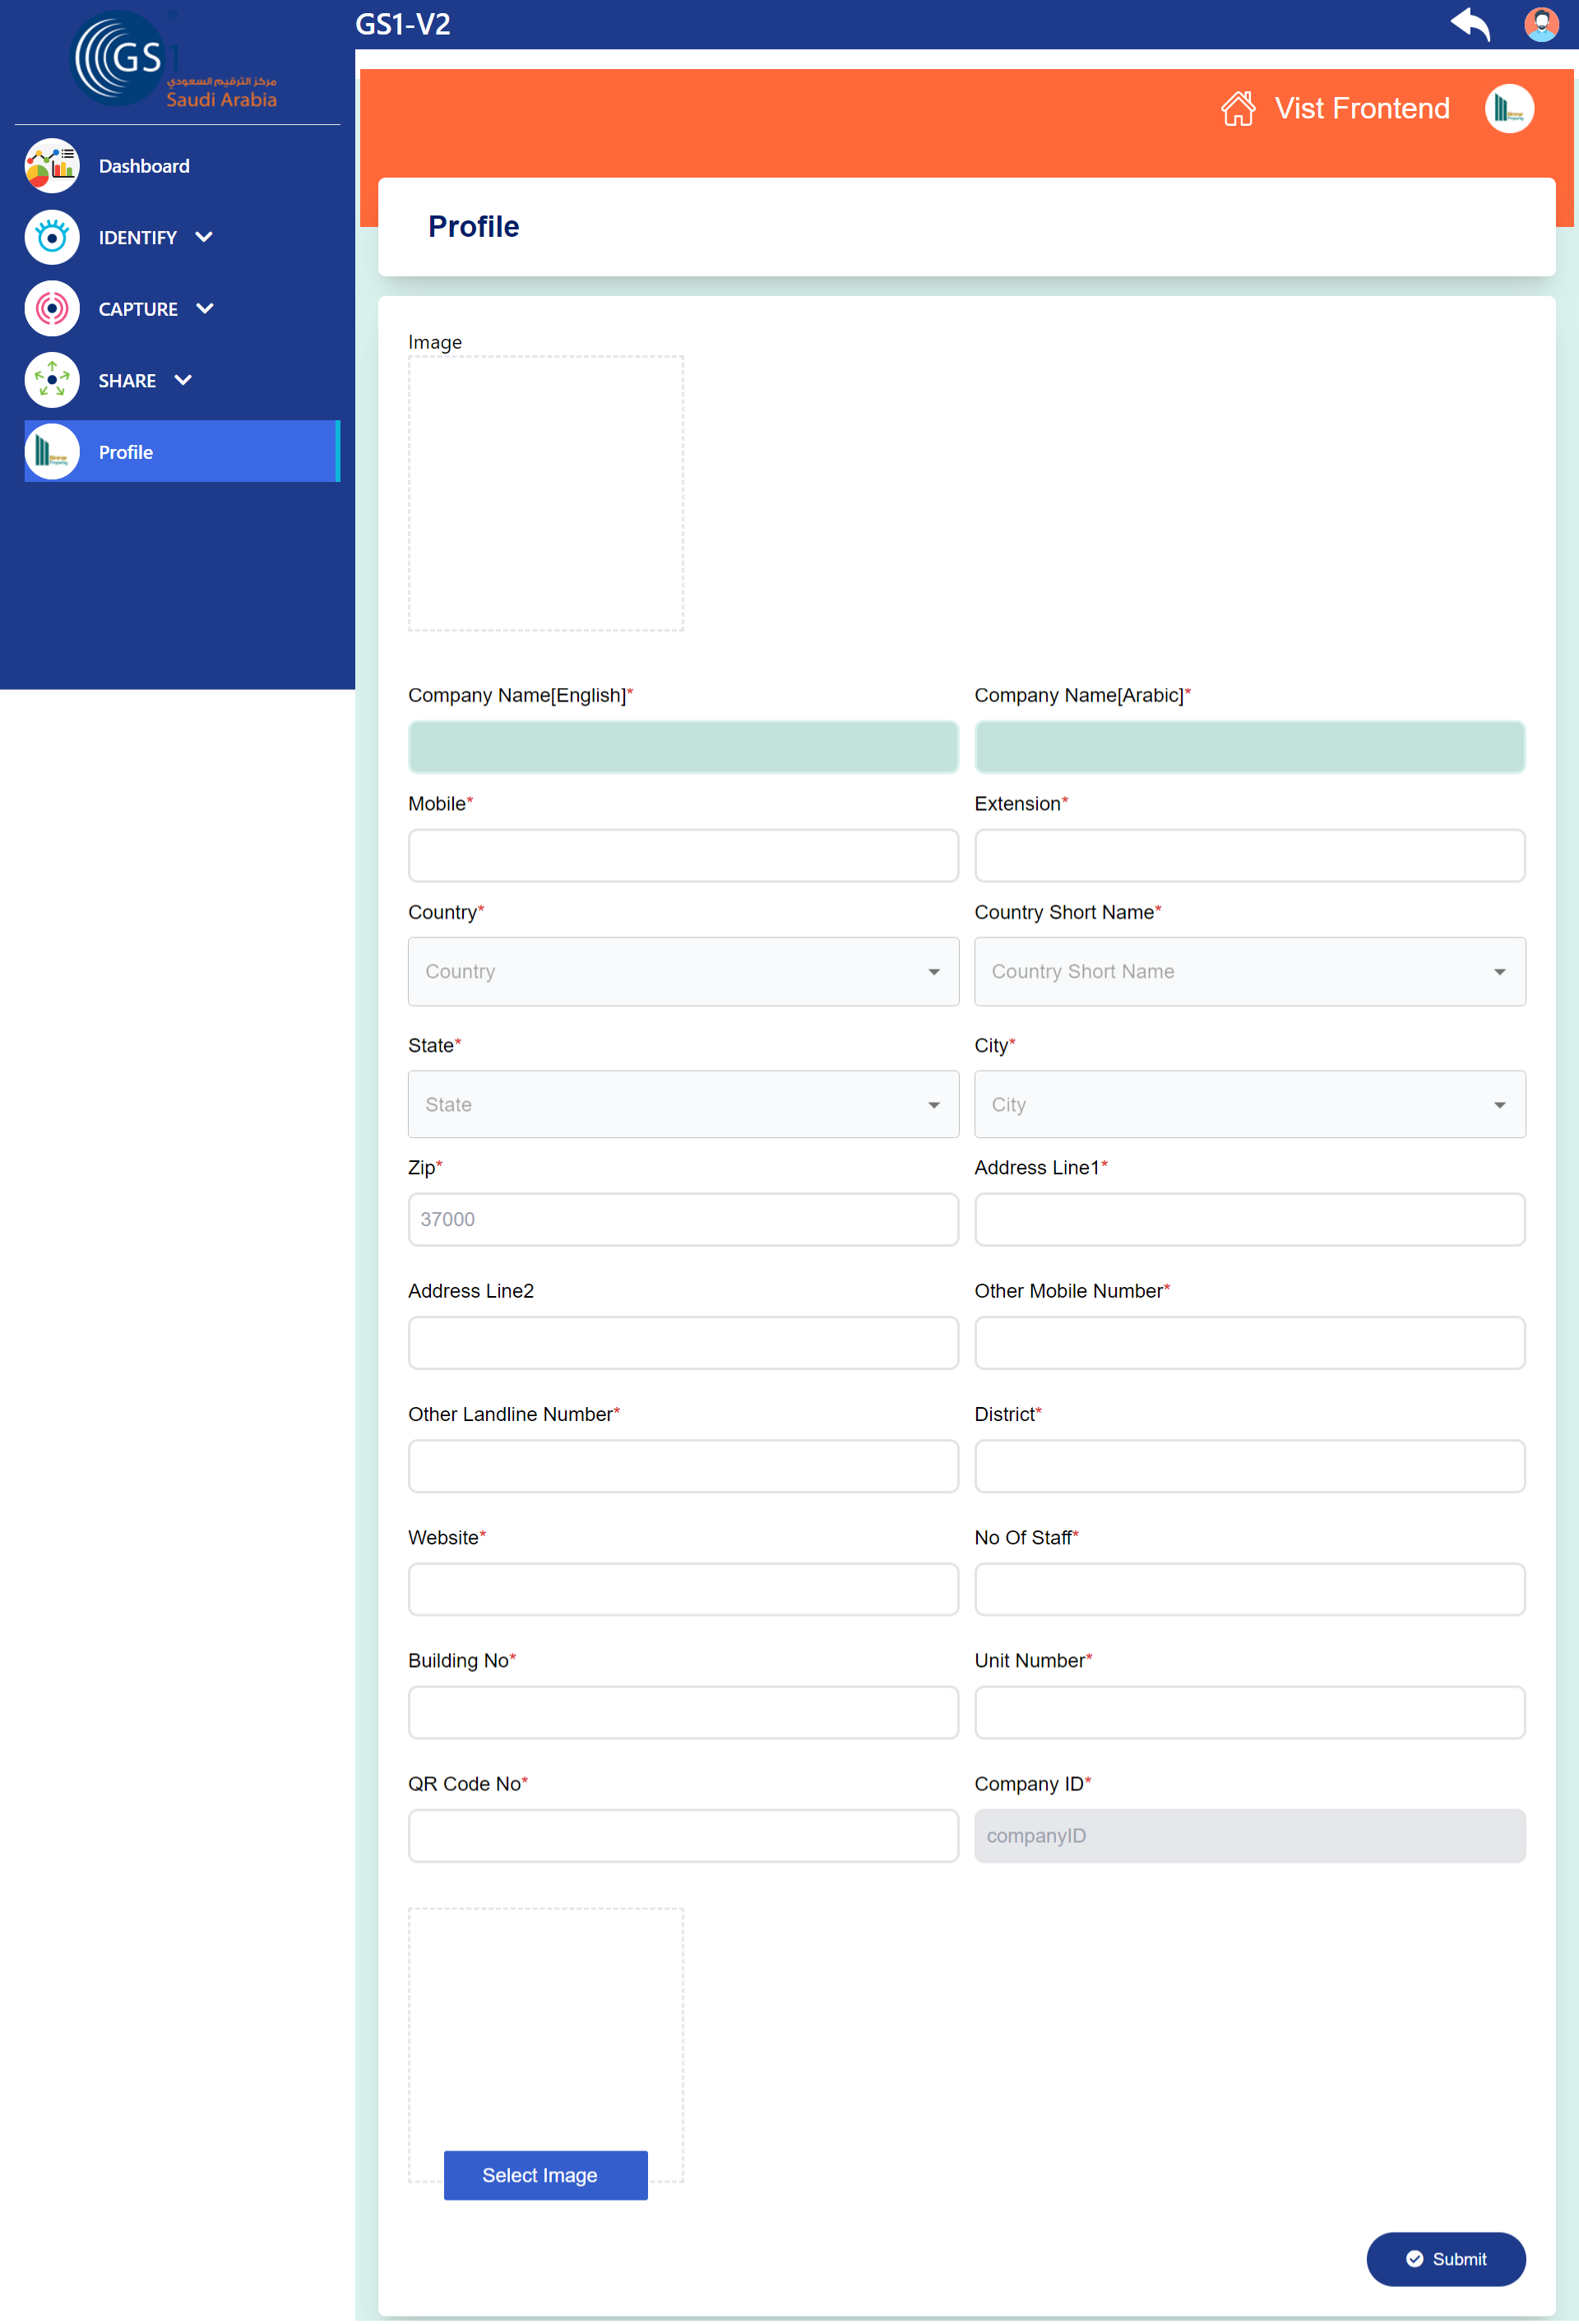 GS1
مركز الترقيم السعودي
Saudi Arabia
GS1-V2
Dashboard
IDENTIFY
CAPTURE
SHARE
Profile
Vist Frontend
Profile
Image
Company Name[English]*
Company Name[Arabic]*
Mobile*
Extension*
Country*
Country Short Name*
Country
Country Short Name
State*
City*
State
City
Zip*
Address Line1*
37000
Address Line2
Other Mobile Number*
Other Landline Number*
District*
Website*
No Of Staff*
Building No*
Unit Number*
QR Code No*
Company ID*
companyID
Select Image
Submit